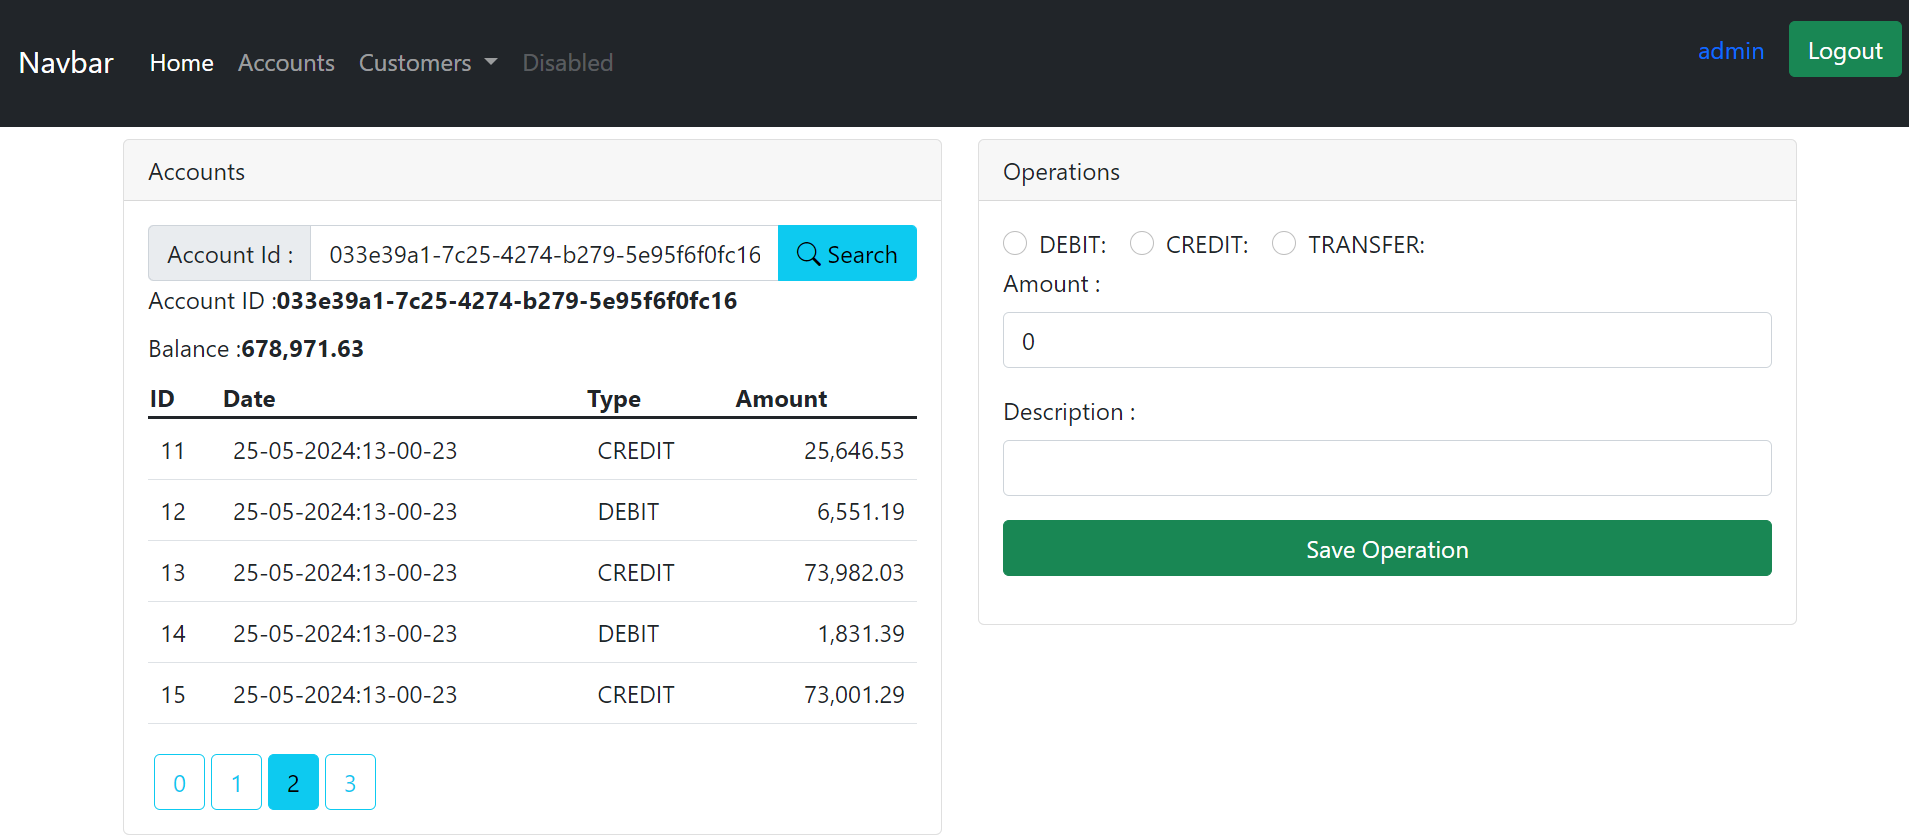 Navbar Home Accounts Customers Disabled admin Logout
Accounts
Account Id : 033e39a1-7c25-4274-b279-5e95f6f0fc16 Search
Account ID :033e39a1-7c25-4274-b279-5e95f6f0fc16
Balance :678,971.63
ID Date Type Amount
11 25-05-2024:13-00-23 CREDIT 25,646.53
12 25-05-2024:13-00-23 DEBIT 6,551.19
13 25-05-2024:13-00-23 CREDIT 73,982.03
14 25-05-2024:13-00-23 DEBIT 1,831.39
15 25-05-2024:13-00-23 CREDIT 73,001.29
0 1 2 3
Operations
DEBIT: CREDIT: TRANSFER:
Amount :
0
Description :
Save Operation